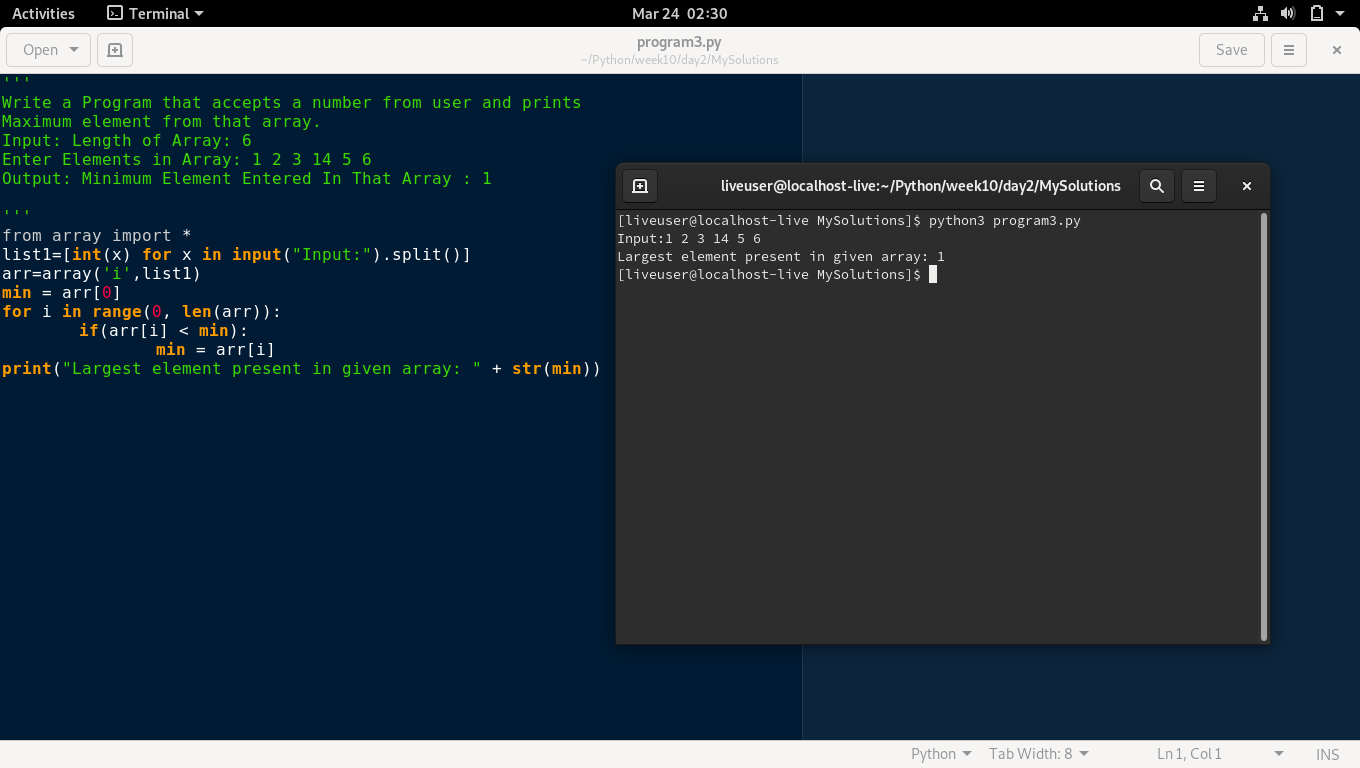 Activities Terminal Mar 24 02:30
Open program3.py Save
~/Python/week10/day2/MySolutions
'''
Write a Program that accepts a number from user and prints
Maximum element from that array.
Input: Length of Array: 6
Enter Elements in Array: 1 2 3 14 5 6
Output: Minimum Element Entered In That Array : 1
'''
from array import *
list1=[int(x) for x in input("Input:").split()]
arr=array('i',list1)
min = arr[0]
for i in range(0, len(arr)):
        if(arr[i] < min):
                min = arr[i]
print("Largest element present in given array: " + str(min))
liveuser@localhost-live:~/Python/week10/day2/MySolutions
[liveuser@localhost-live MySolutions]$ python3 program3.py
Input:1 2 3 14 5 6
Largest element present in given array: 1
[liveuser@localhost-live MySolutions]$
Python Tab Width: 8 Ln 1, Col 1 INS